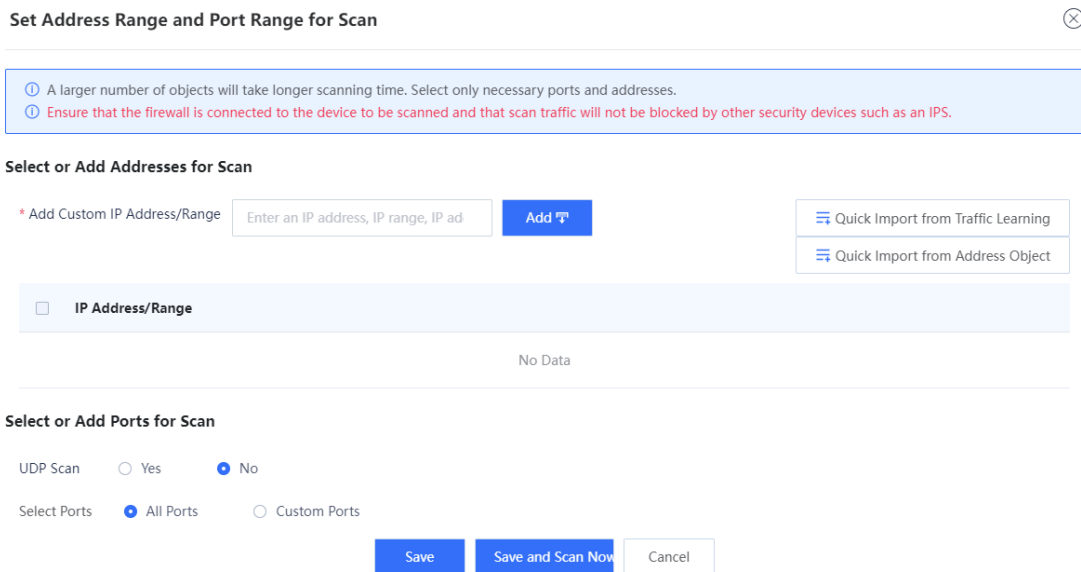 Set Address Range and Port Range for Scan
A larger number of objects will take longer scanning time. Select only necessary ports and addresses.
Ensure that the firewall is connected to the device to be scanned and that scan traffic will not be blocked by other security devices such as an IPS.
Select or Add Addresses for Scan
* Add Custom IP Address/Range Enter an IP address, IP range, IP ad Add Quick Import from Traffic Learning
Quick Import from Address Object
IP Address/Range
No Data
Select or Add Ports for Scan
UDP Scan Yes No
Select Ports All Ports Custom Ports
Save Save and Scan Now Cancel